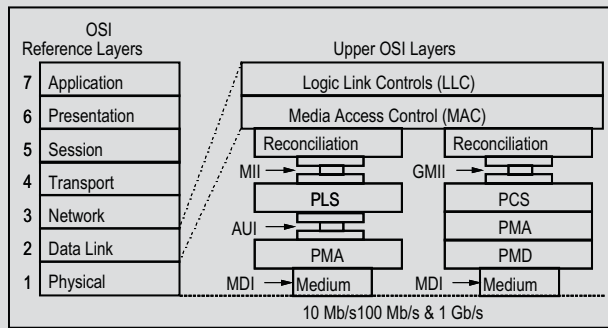 OSI
Reference Layers
7 Application
6 Presentation
5 Session
4 Transport
3 Network
2 Data Link
1 Physical
Upper OSI Layers
Logic Link Controls (LLC)
Media Access Control (MAC)
Reconciliation
MII
PLS
AUI
PMA
MDI
Medium
Reconciliation
GMII
PCS
PMA
PMD
MDI
Medium
10 Mb/s100 Mb/s & 1 Gb/s